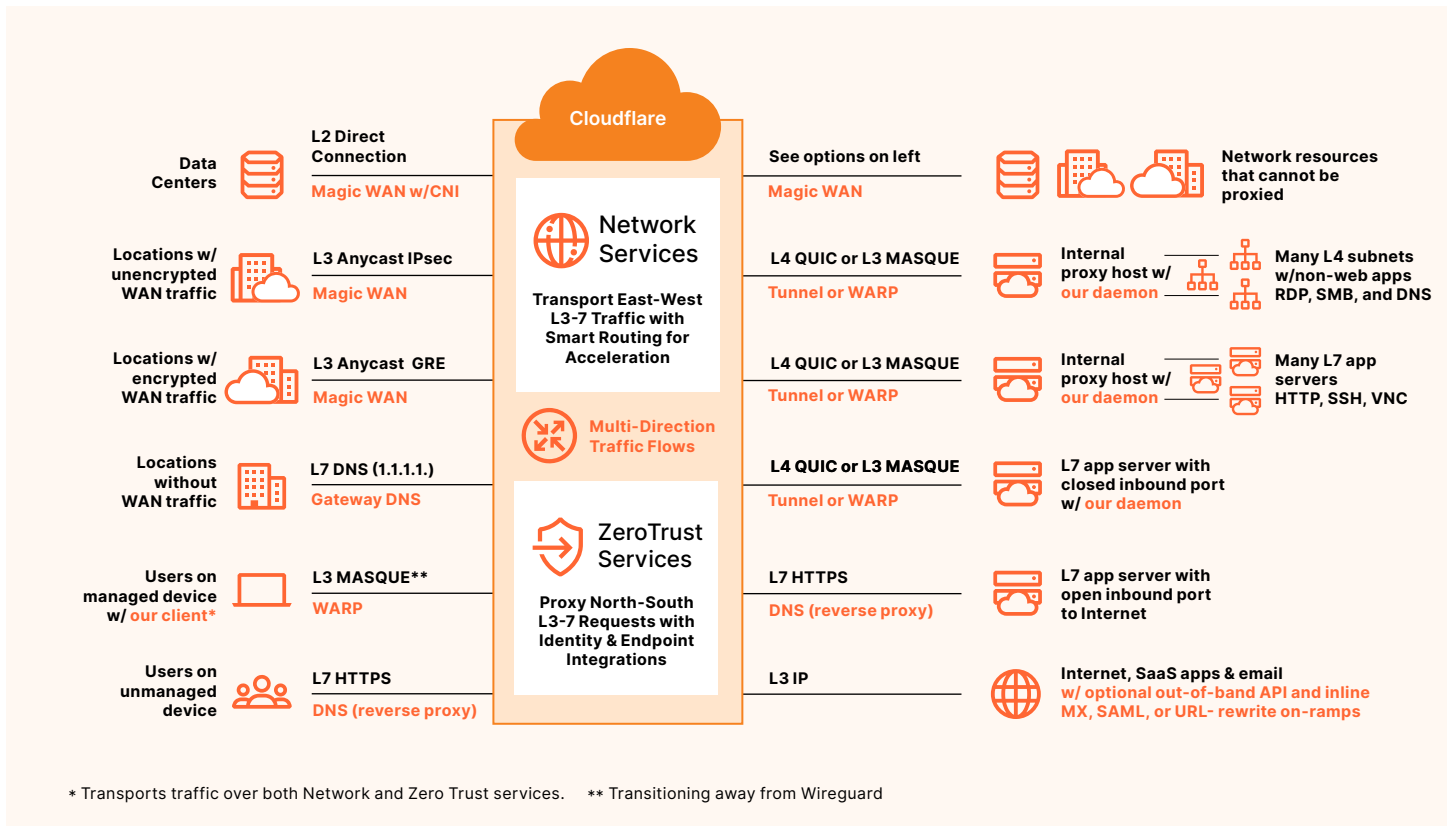 Cloudflare
Data
Centers
L2 Direct
Connection
Magic WAN w/CNI
Locations w/
unencrypted
WAN traffic
L3 Anycast IPsec
Magic WAN
Locations w/
encrypted
WAN traffic
L3 Anycast GRE
Magic WAN
Locations
without
WAN traffic
L7 DNS (1.1.1.1.)
Gateway DNS
Users on
managed device
w/ our client*
L3 MASQUE**
WARP
Users on
unmanaged
device
L7 HTTPS
DNS (reverse proxy)
Network
Services
Transport East-West
L3-7 Traffic with
Smart Routing for
Acceleration
Multi-Direction
Traffic Flows
ZeroTrust
Services
Proxy North-South
L3-7 Requests with
Identity & Endpoint
Integrations
See options on left
Magic WAN
Network resources
that cannot be
proxied
L4 QUIC or L3 MASQUE
Tunnel or WARP
Internal
proxy host w/
our daemon
Many L4 subnets
w/non-web apps
RDP, SMB, and DNS
L4 QUIC or L3 MASQUE
Tunnel or WARP
Internal
proxy host w/
our daemon
Many L7 app
servers
HTTP, SSH, VNC
L4 QUIC or L3 MASQUE
Tunnel or WARP
L7 app server with
closed inbound port
w/ our daemon
L7 HTTPS
DNS (reverse proxy)
L7 app server with
open inbound port
to Internet
L3 IP
Internet, SaaS apps & email
w/ optional out-of-band API and inline
MX, SAML, or URL- rewrite on-ramps
* Transports traffic over both Network and Zero Trust services. ** Transitioning away from Wireguard